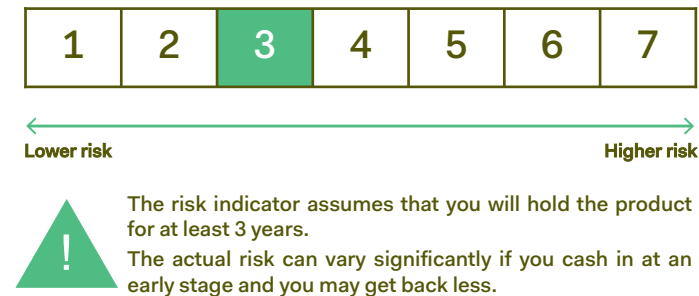 1 2 3 4 5 6 7
Lower risk Higher risk
!
The risk indicator assumes that you will hold the product
for at least 3 years.
The actual risk can vary significantly if you cash in at an
early stage and you may get back less.